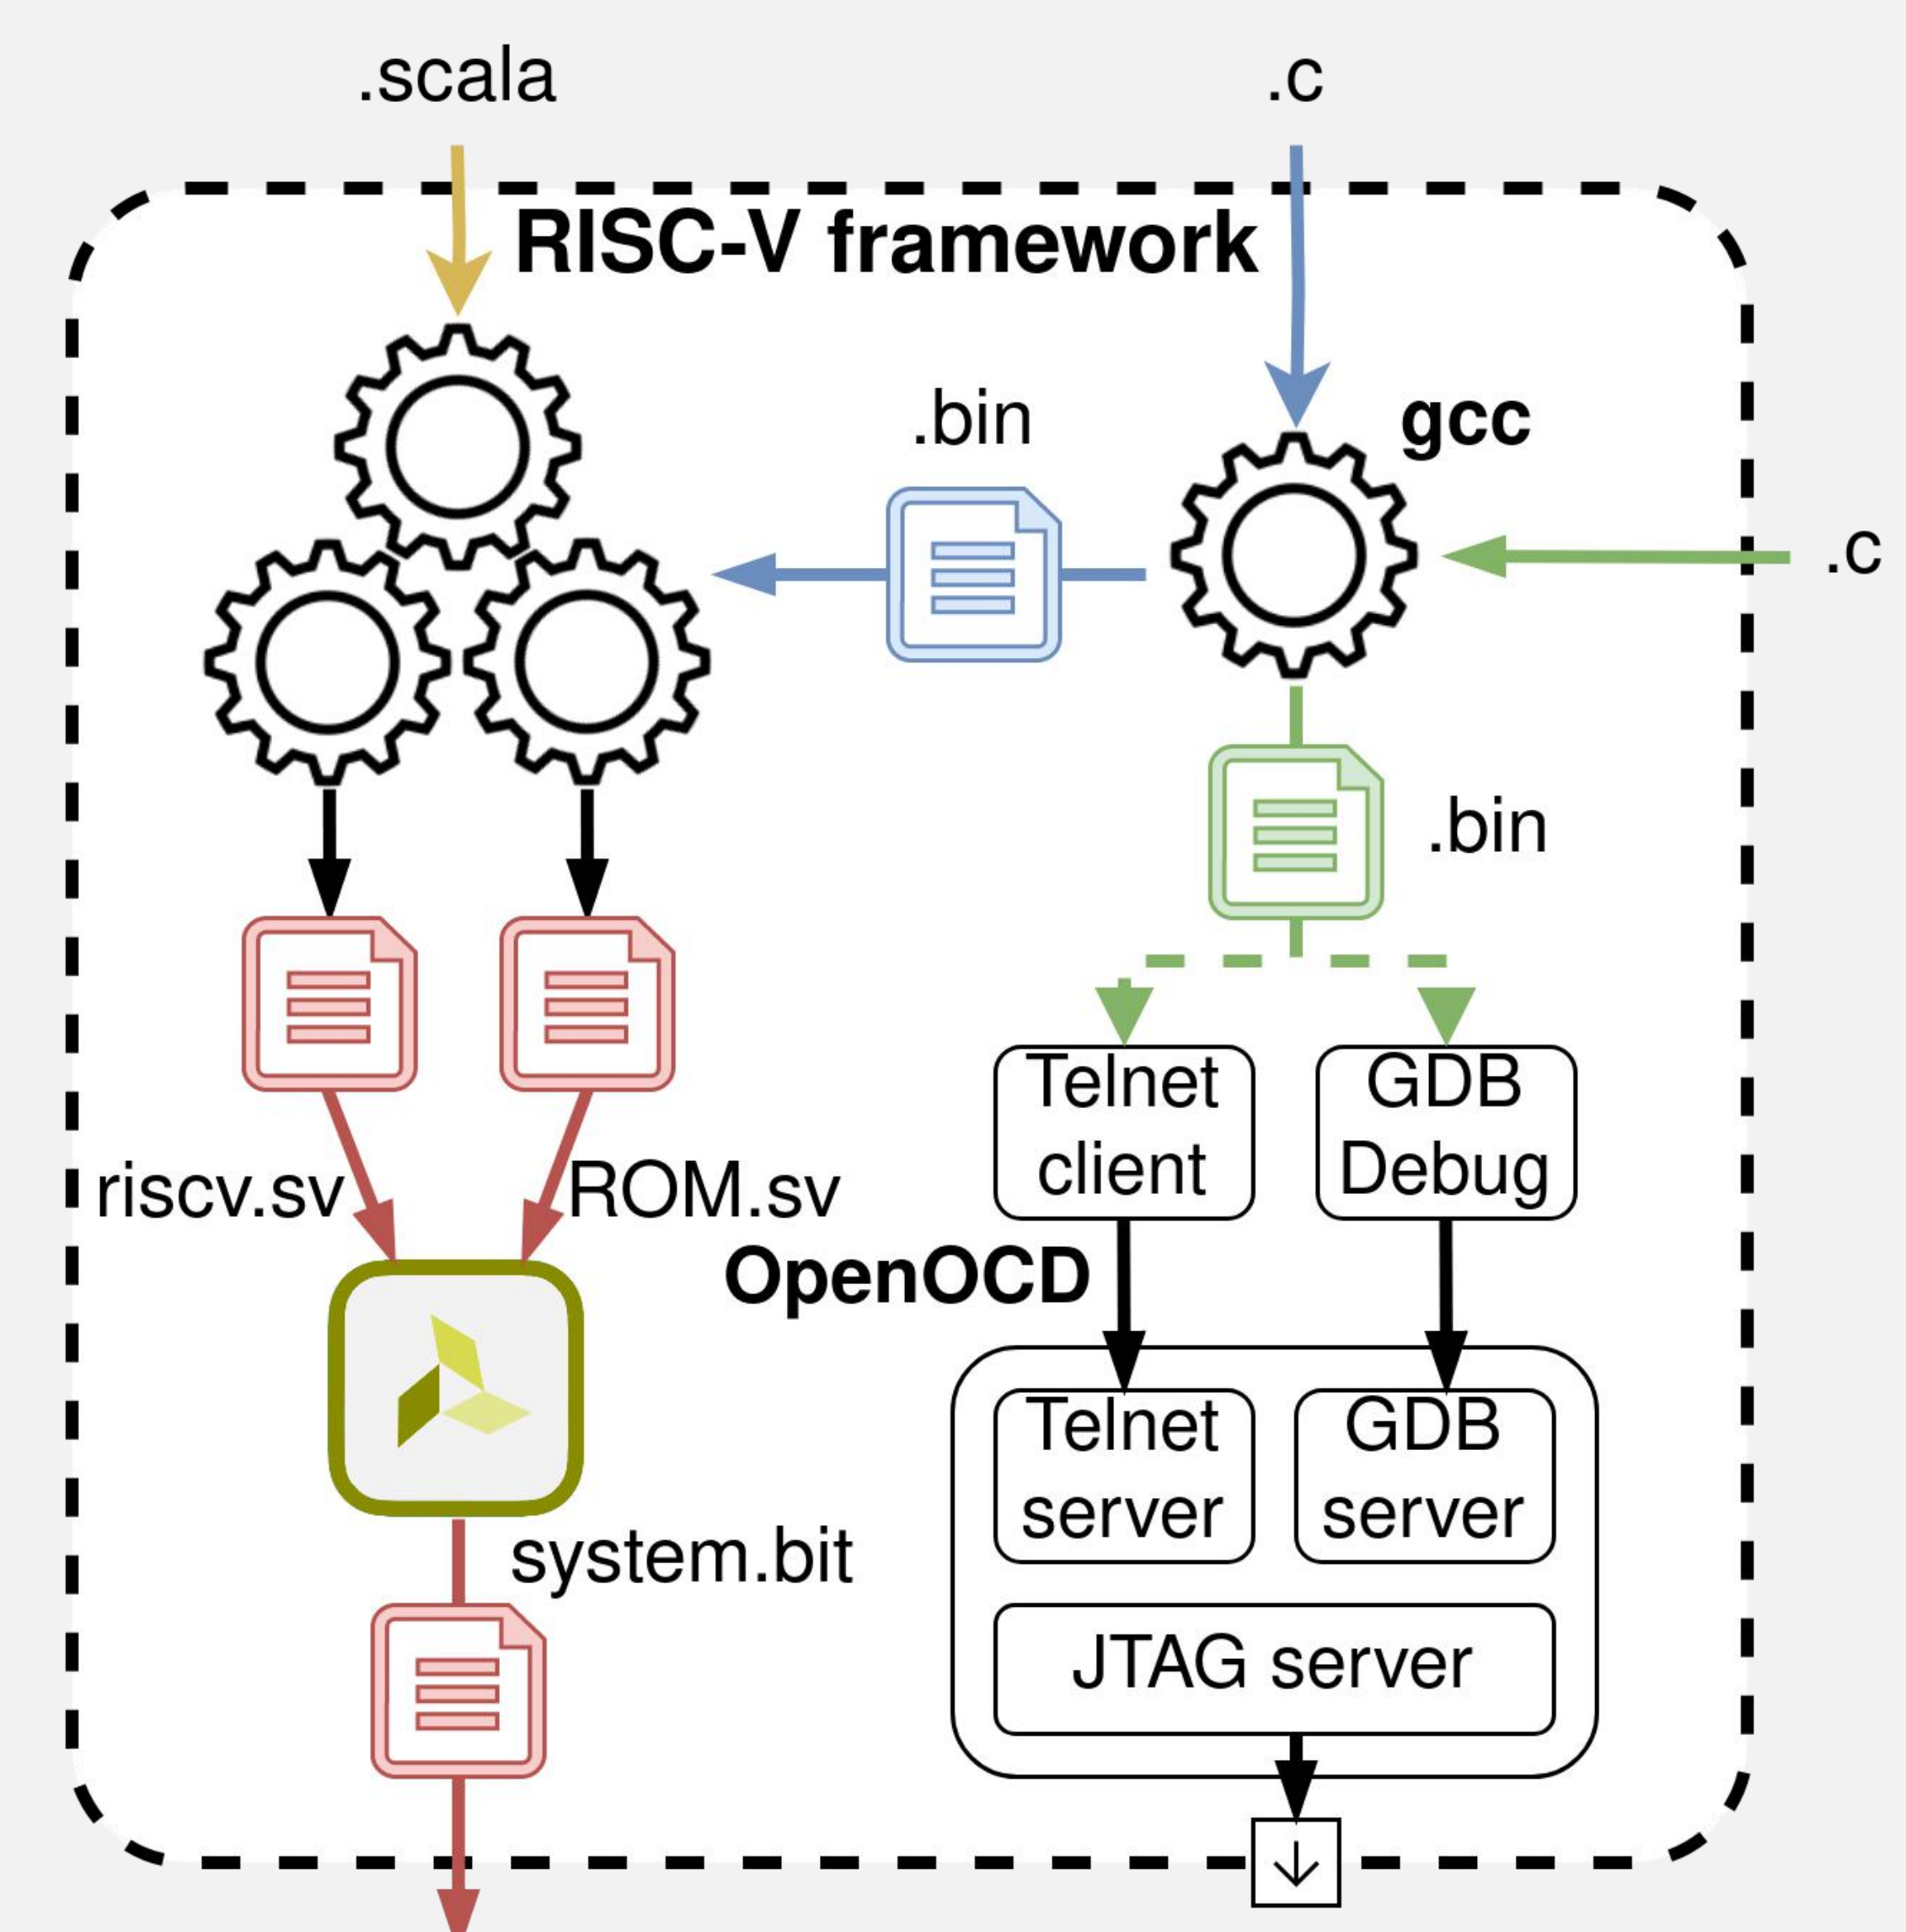 .scala
.c
RISC-V framework
.bin
gcc
.c
.bin
Telnet
client
GDB
Debug
riscv.sv
ROM.sv
OpenOCD
Telnet
server
GDB
server
system.bit
JTAG server